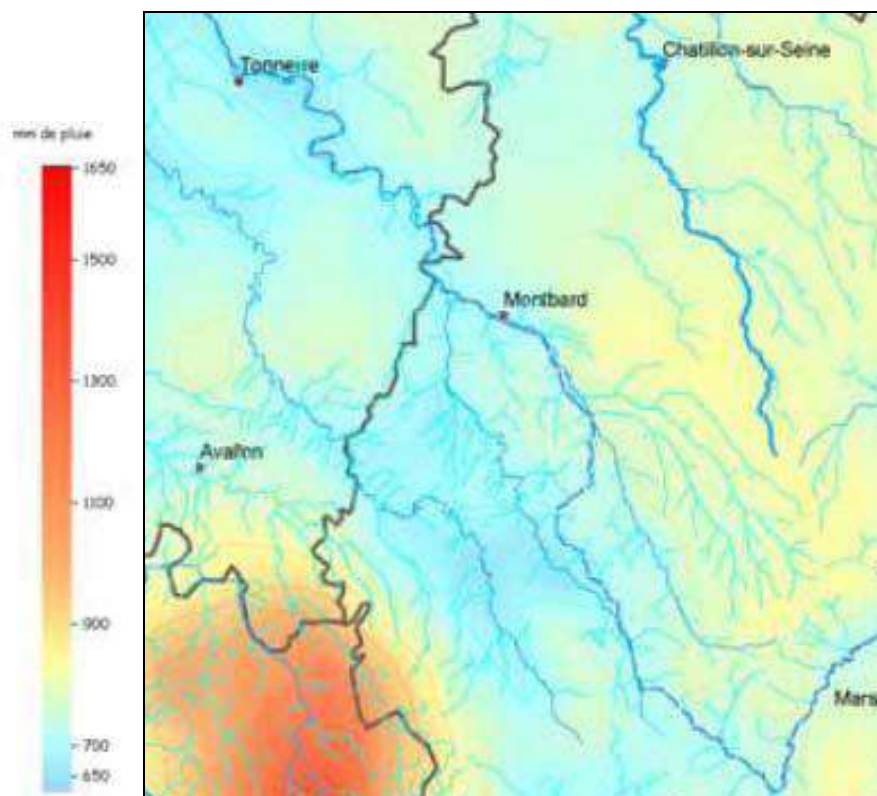 mm de pluie
1650
1500
1300
1100
900
700
650
Tonnerre
Chatillon-sur-Seine
Montbard
Avallon
Mars